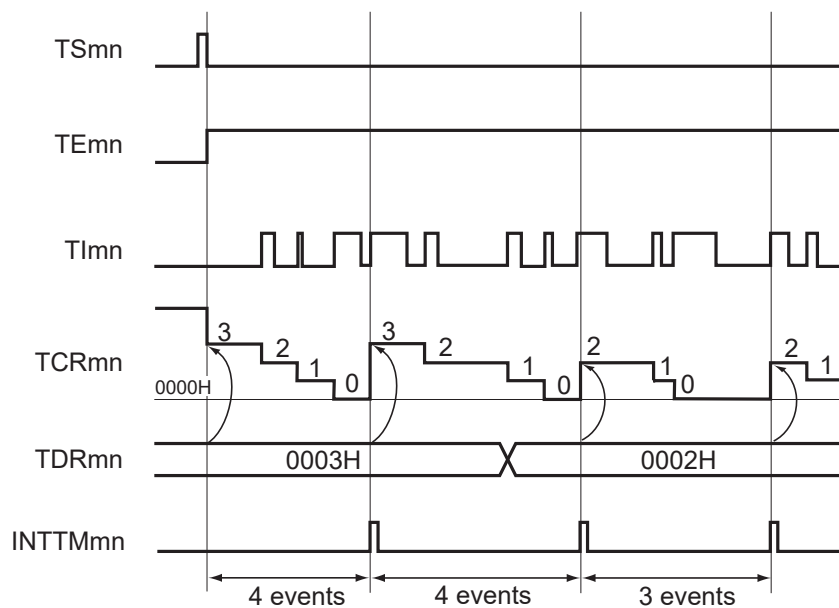 TSmn
TEmn
TImn
TCRmn
3
2
1
0
3
2
1
0
2
1
0
2
1
0000H
TDRmn
0003H
0002H
INTTMmn
4 events
4 events
3 events